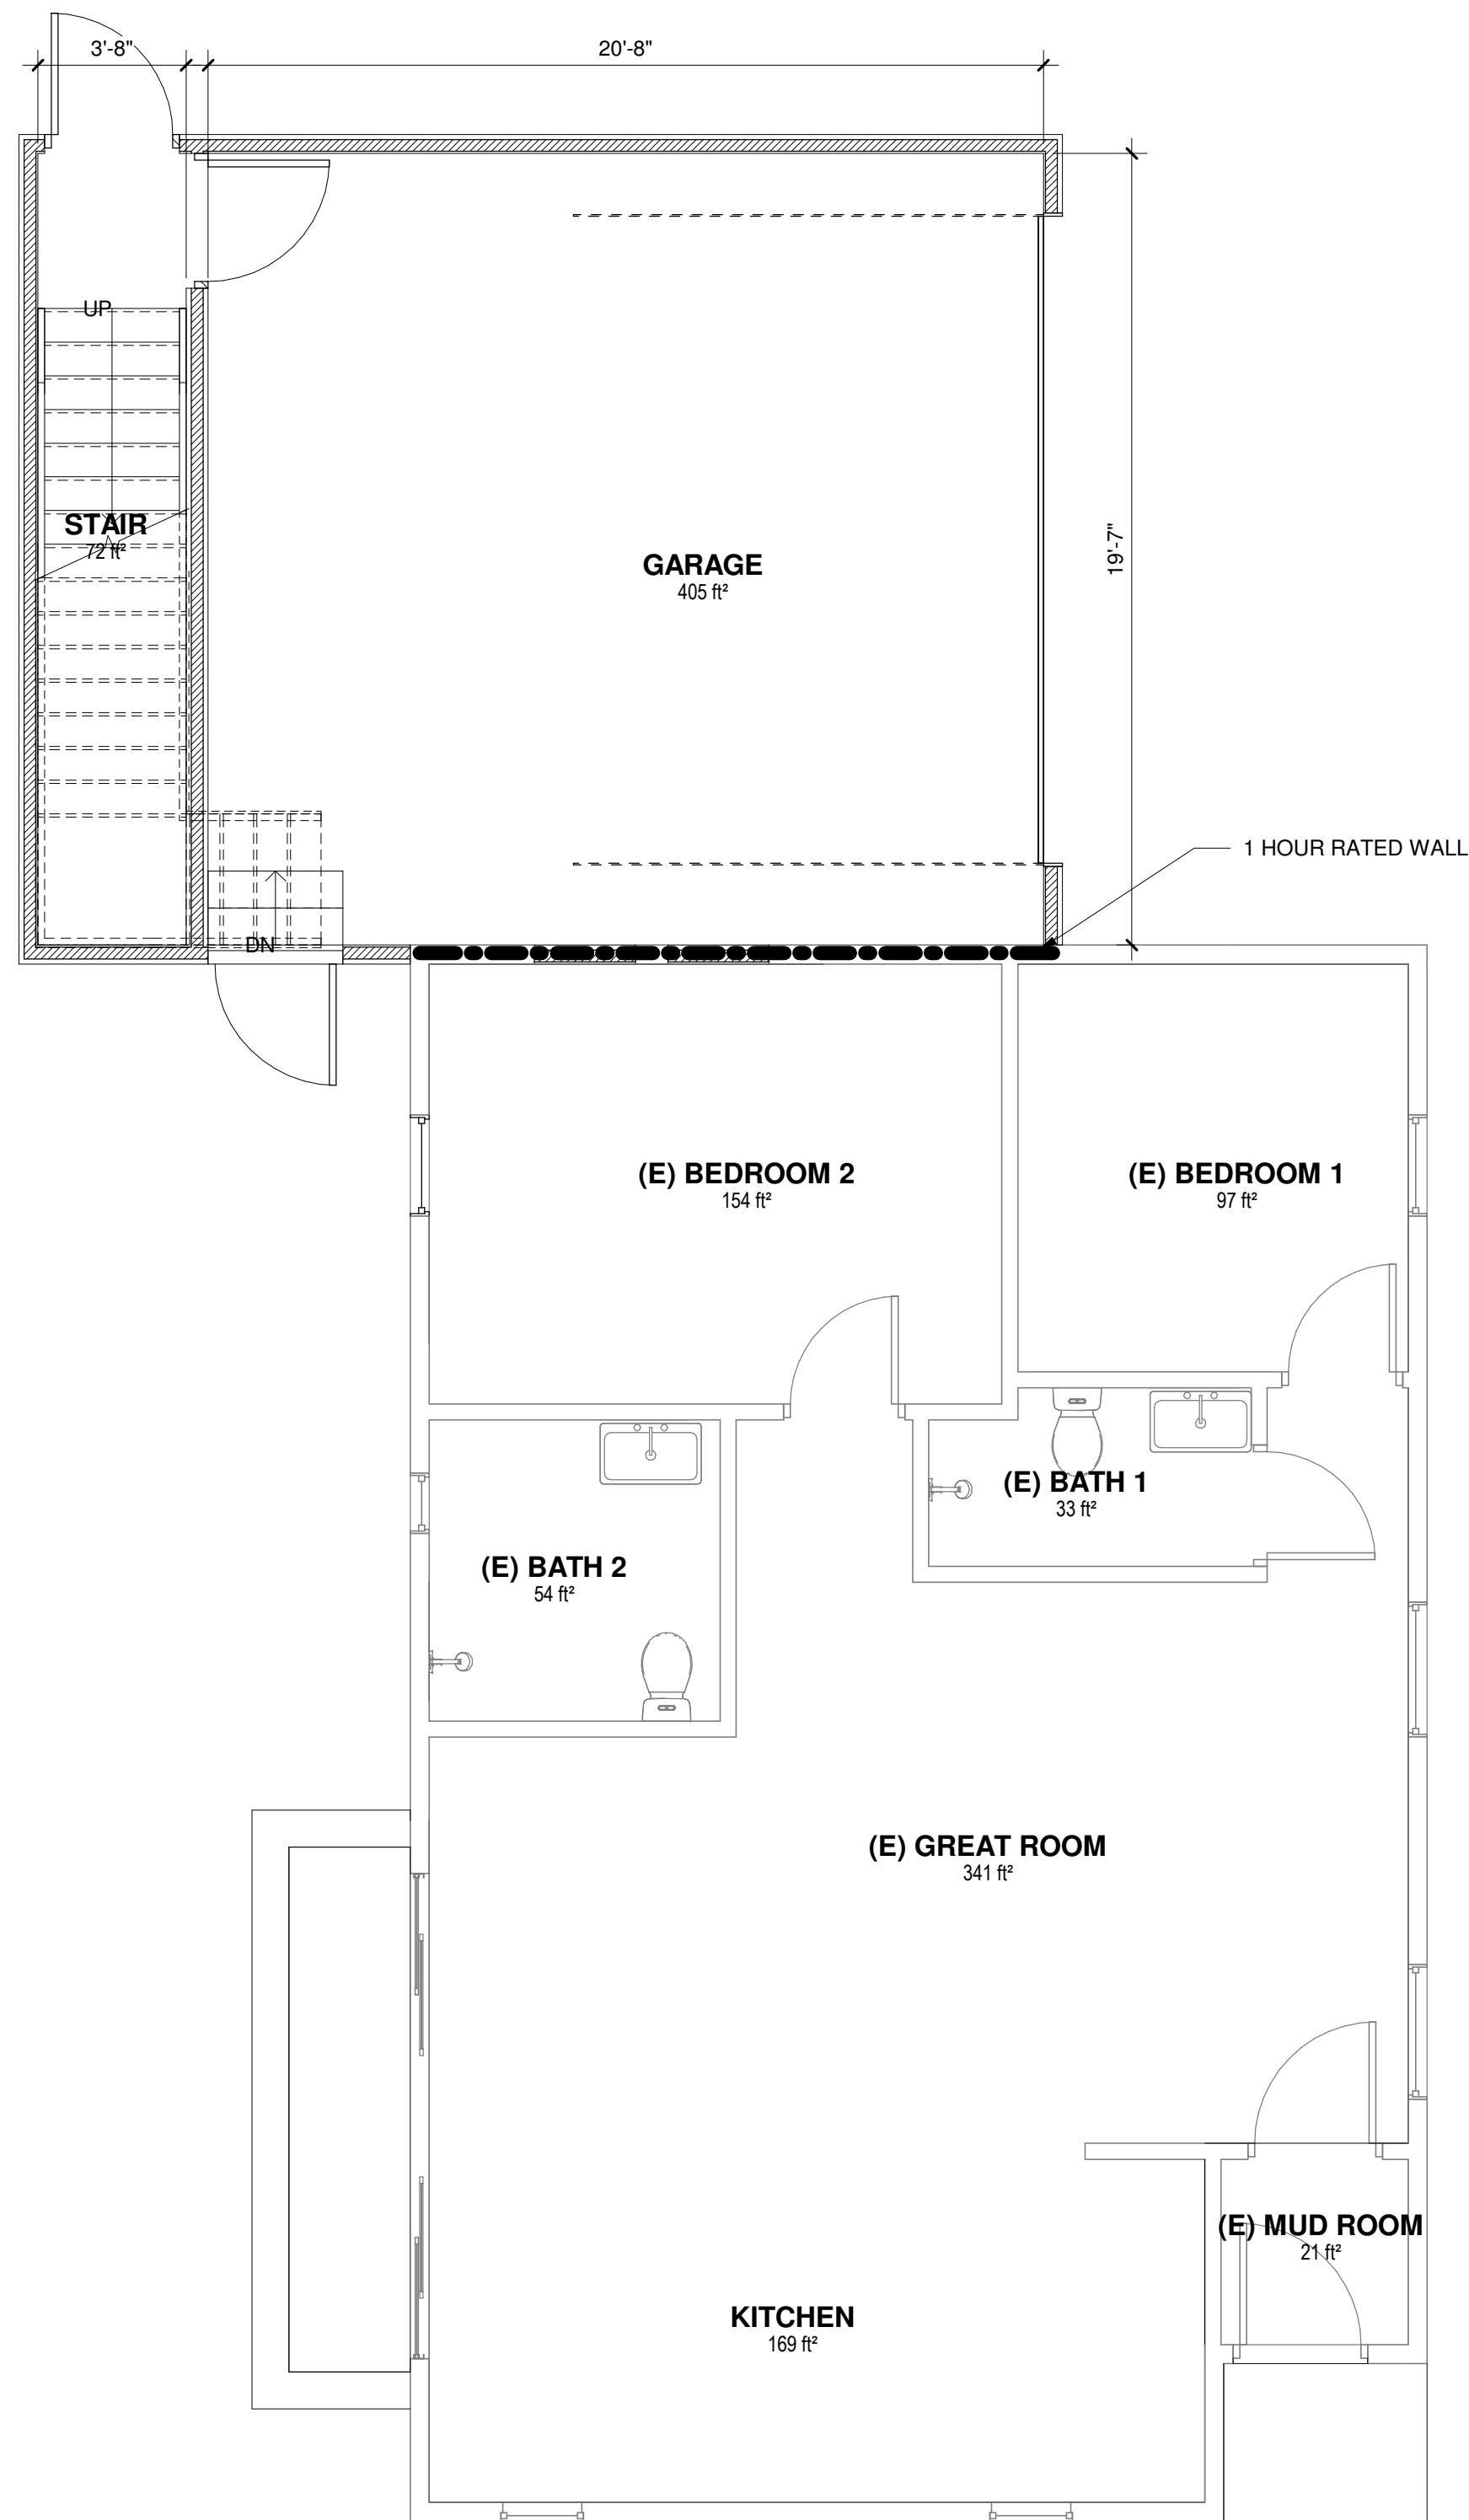 3'-8"
20'-8"
UP
STAIR
72 ft²
GARAGE
405 ft²
19'-7"
1 HOUR RATED WALL
DN
(E) BEDROOM 2
154 ft²
(E) BEDROOM 1
97 ft²
(E) BATH 1
33 ft²
(E) BATH 2
54 ft²
(E) GREAT ROOM
341 ft²
(E) MUD ROOM
21 ft²
KITCHEN
169 ft²